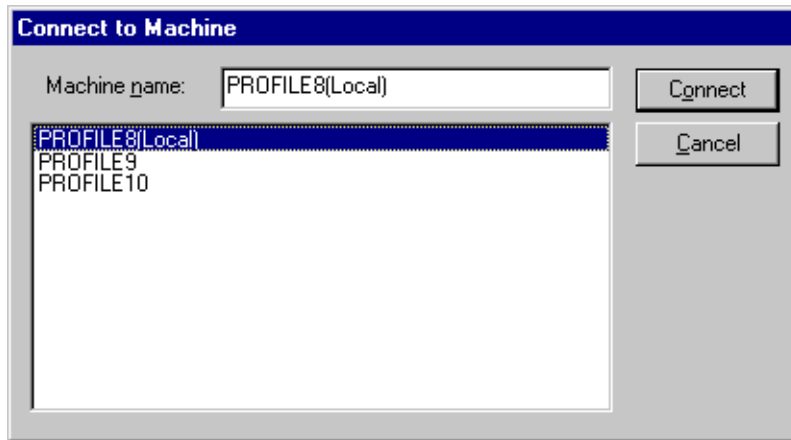 Connect to Machine
Machine name: PROFILE8(Local) Connect
PROFILE8(Local) Cancel
PROFILE9
PROFILE10